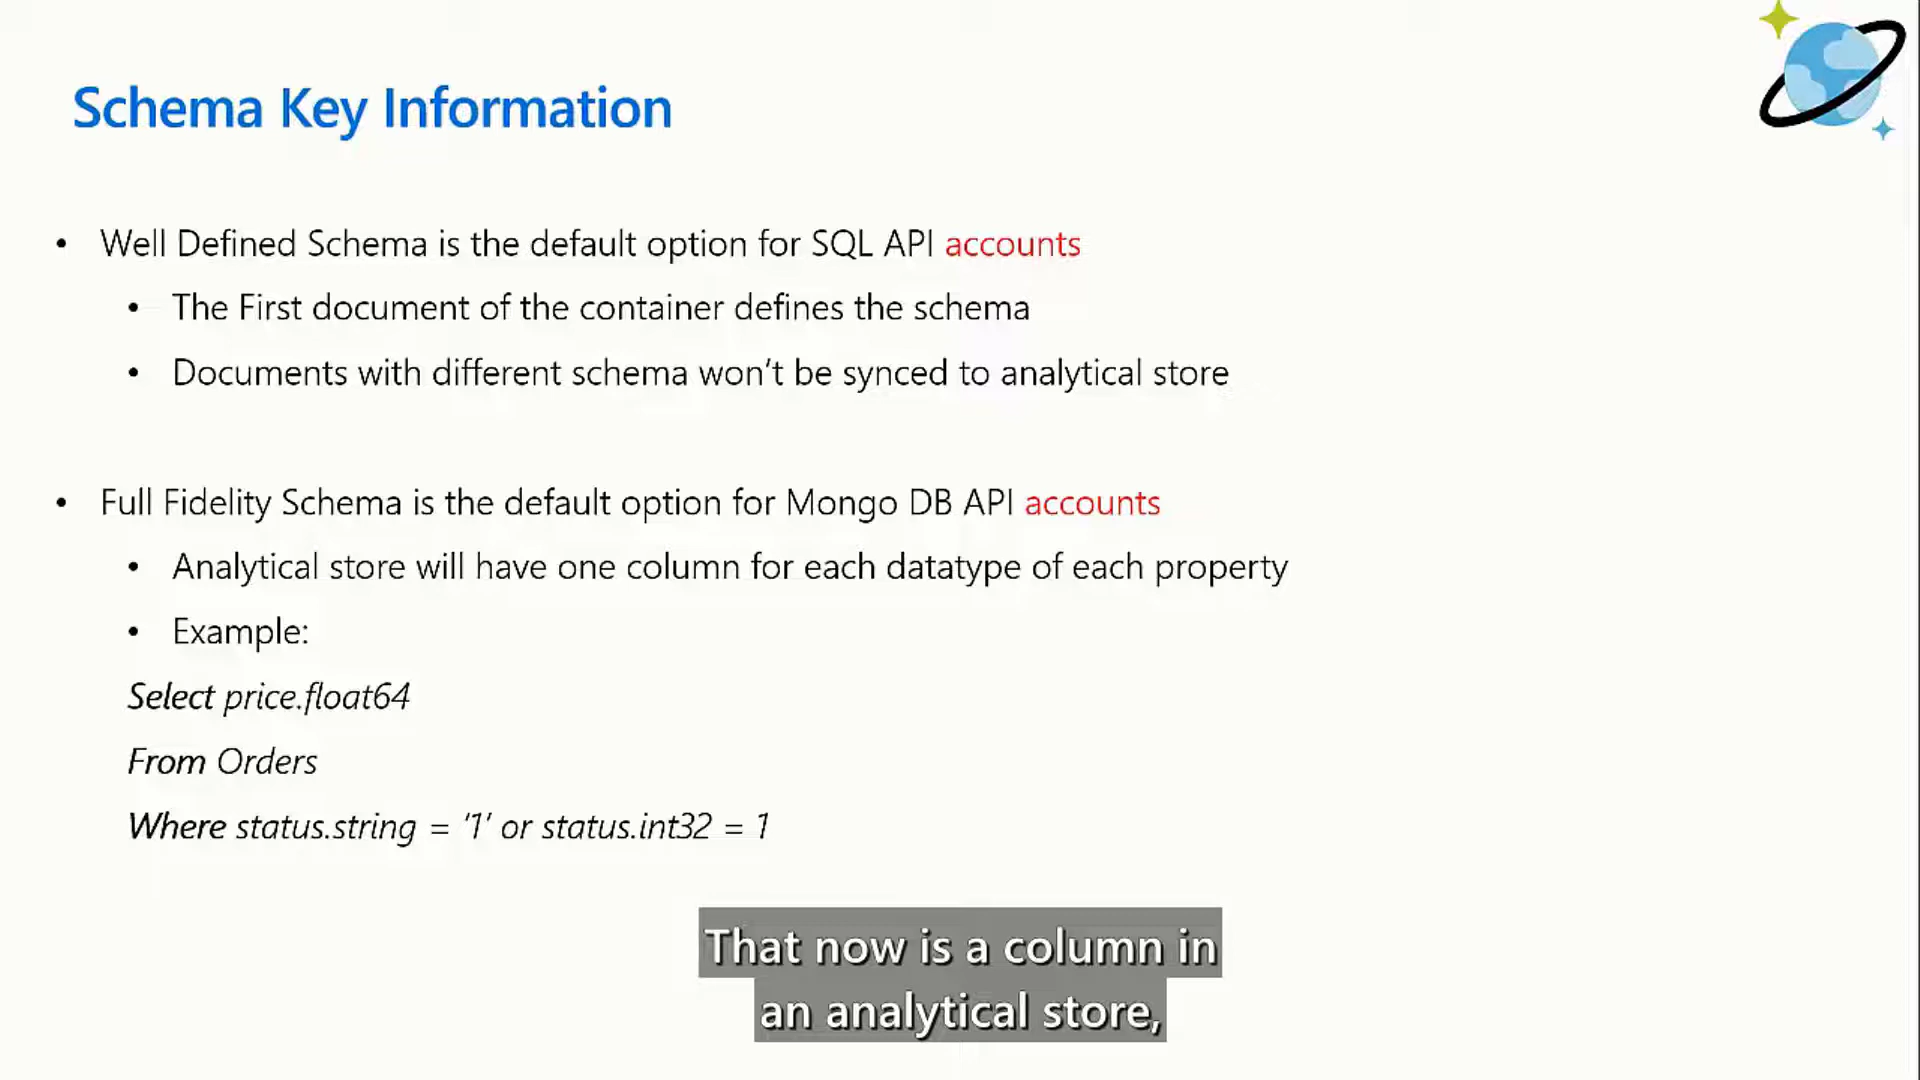 Schema Key Information
• Well Defined Schema is the default option for SQL API accounts
• The First document of the container defines the schema
• Documents with different schema won’t be synced to analytical store
• Full Fidelity Schema is the default option for Mongo DB API accounts
• Analytical store will have one column for each datatype of each property
• Example:
Select price.float64
From Orders
Where status.string = ‘1’ or status.int32 = 1
That now is a column in
an analytical store,